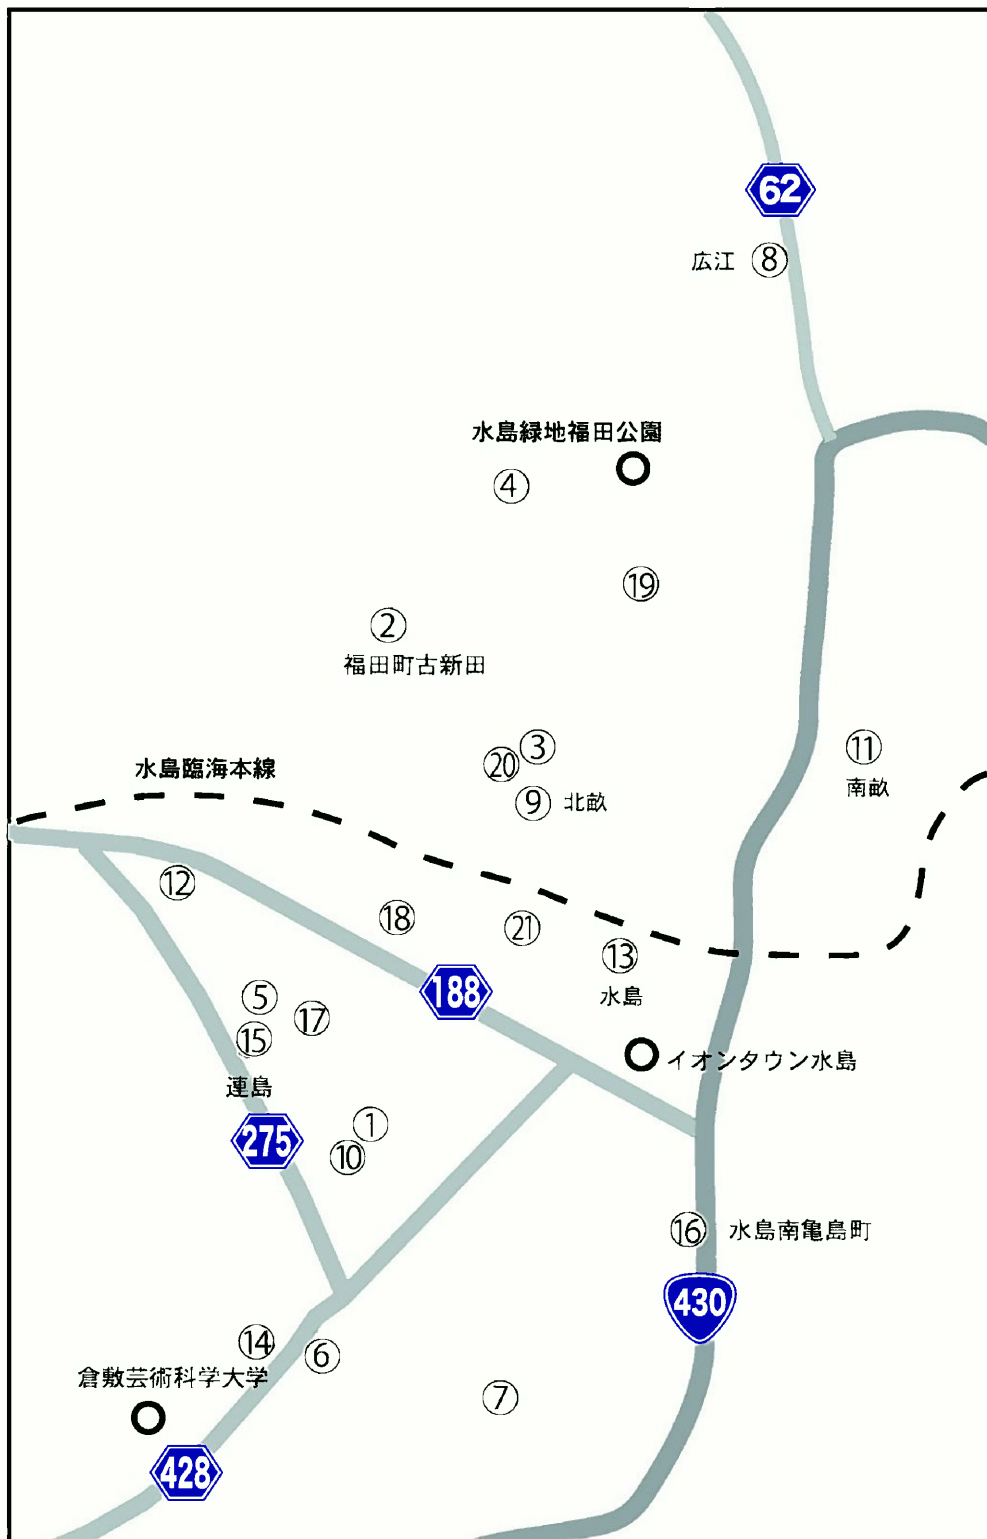 62
広江 ⑧
水島緑地福田公園
④
⑲
②
福田町古新田
③
水島臨海本線
⑳
⑪
南畝
⑨ 北畝
⑫
⑱
㉑
⑬
水島
188
⑤
⑰
⑮
連島
イオンタウン水島
①
275
⑩
⑯ 水島南亀島町
430
⑭
⑥
倉敷芸術科学大学
⑦
428